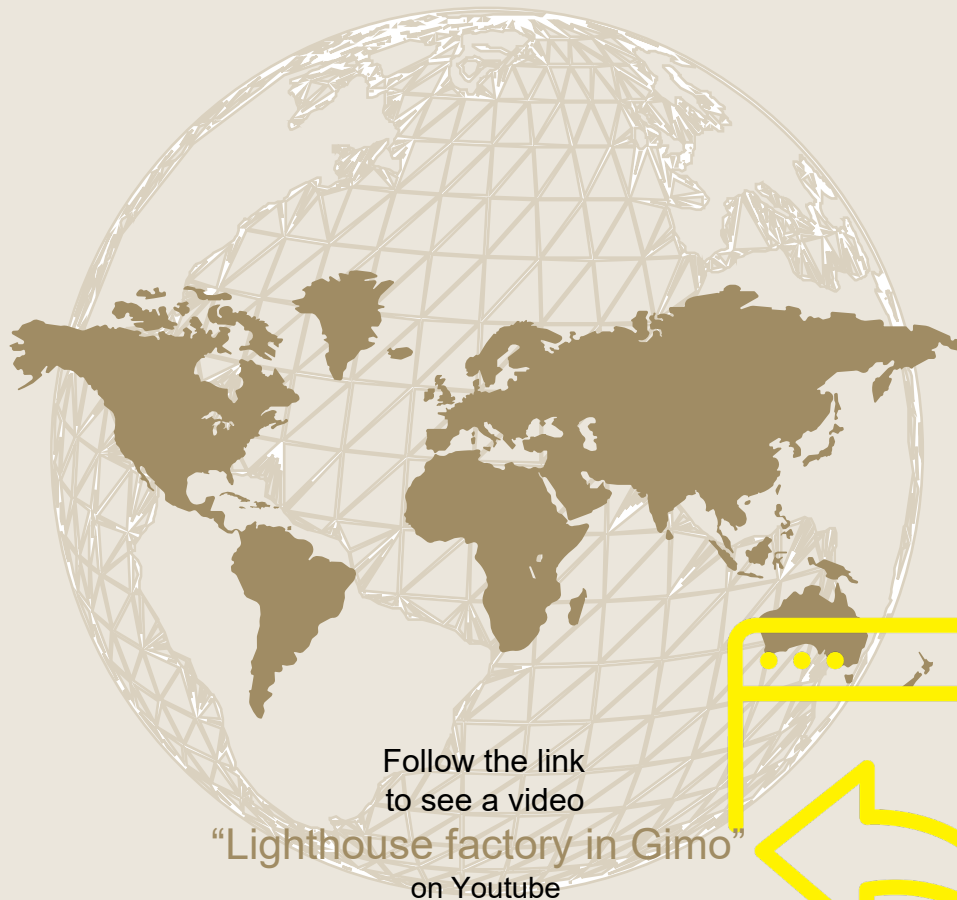 Follow the link
to see a video
“Lighthouse factory in Gimo”
on Youtube